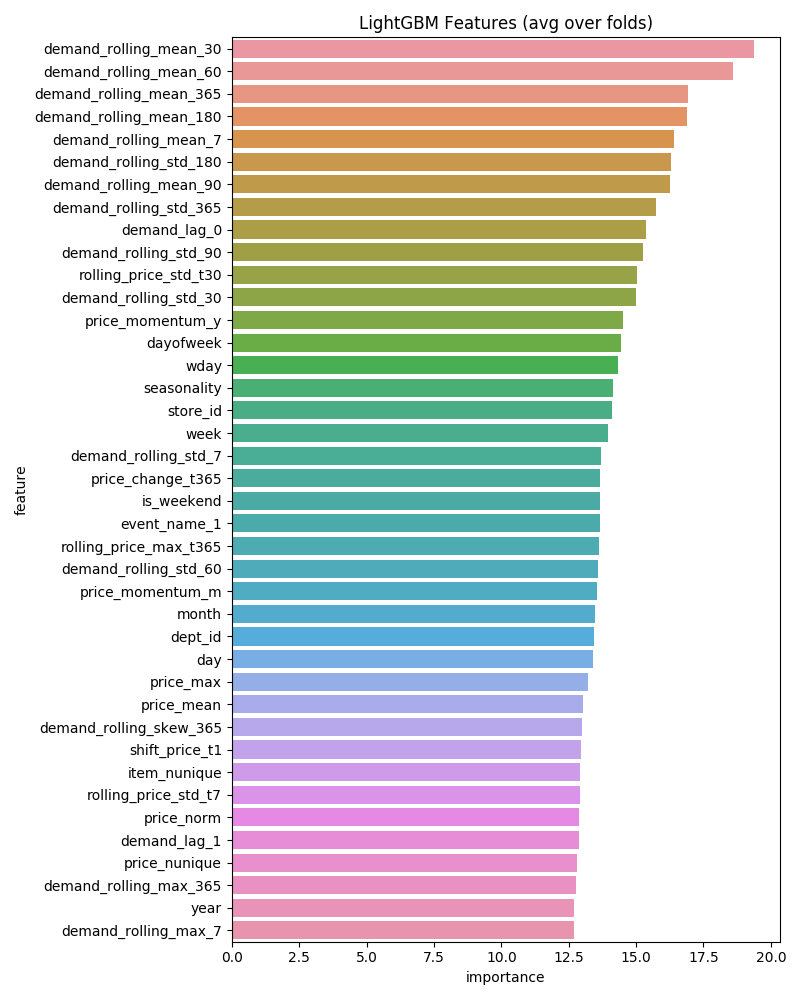 LightGBM Features (avg over folds)
demand_rolling_mean_30
demand_rolling_mean_60
demand_rolling_mean_365
demand_rolling_mean_180
demand_rolling_mean_7
demand_rolling_std_180
demand_rolling_mean_90
demand_rolling_std_365
demand_lag_0
demand_rolling_std_90
rolling_price_std_t30
demand_rolling_std_30
price_momentum_y
dayofweek
wday
seasonality
store_id
week
demand_rolling_std_7
price_change_t365
is_weekend
event_name_1
rolling_price_max_t365
demand_rolling_std_60
price_momentum_m
month
dept_id
day
price_max
price_mean
demand_rolling_skew_365
shift_price_t1
item_nunique
rolling_price_std_t7
price_norm
demand_lag_1
price_nunique
demand_rolling_max_365
year
demand_rolling_max_7
feature
0.0 2.5 5.0 7.5 10.0 12.5 15.0 17.5 20.0
importance